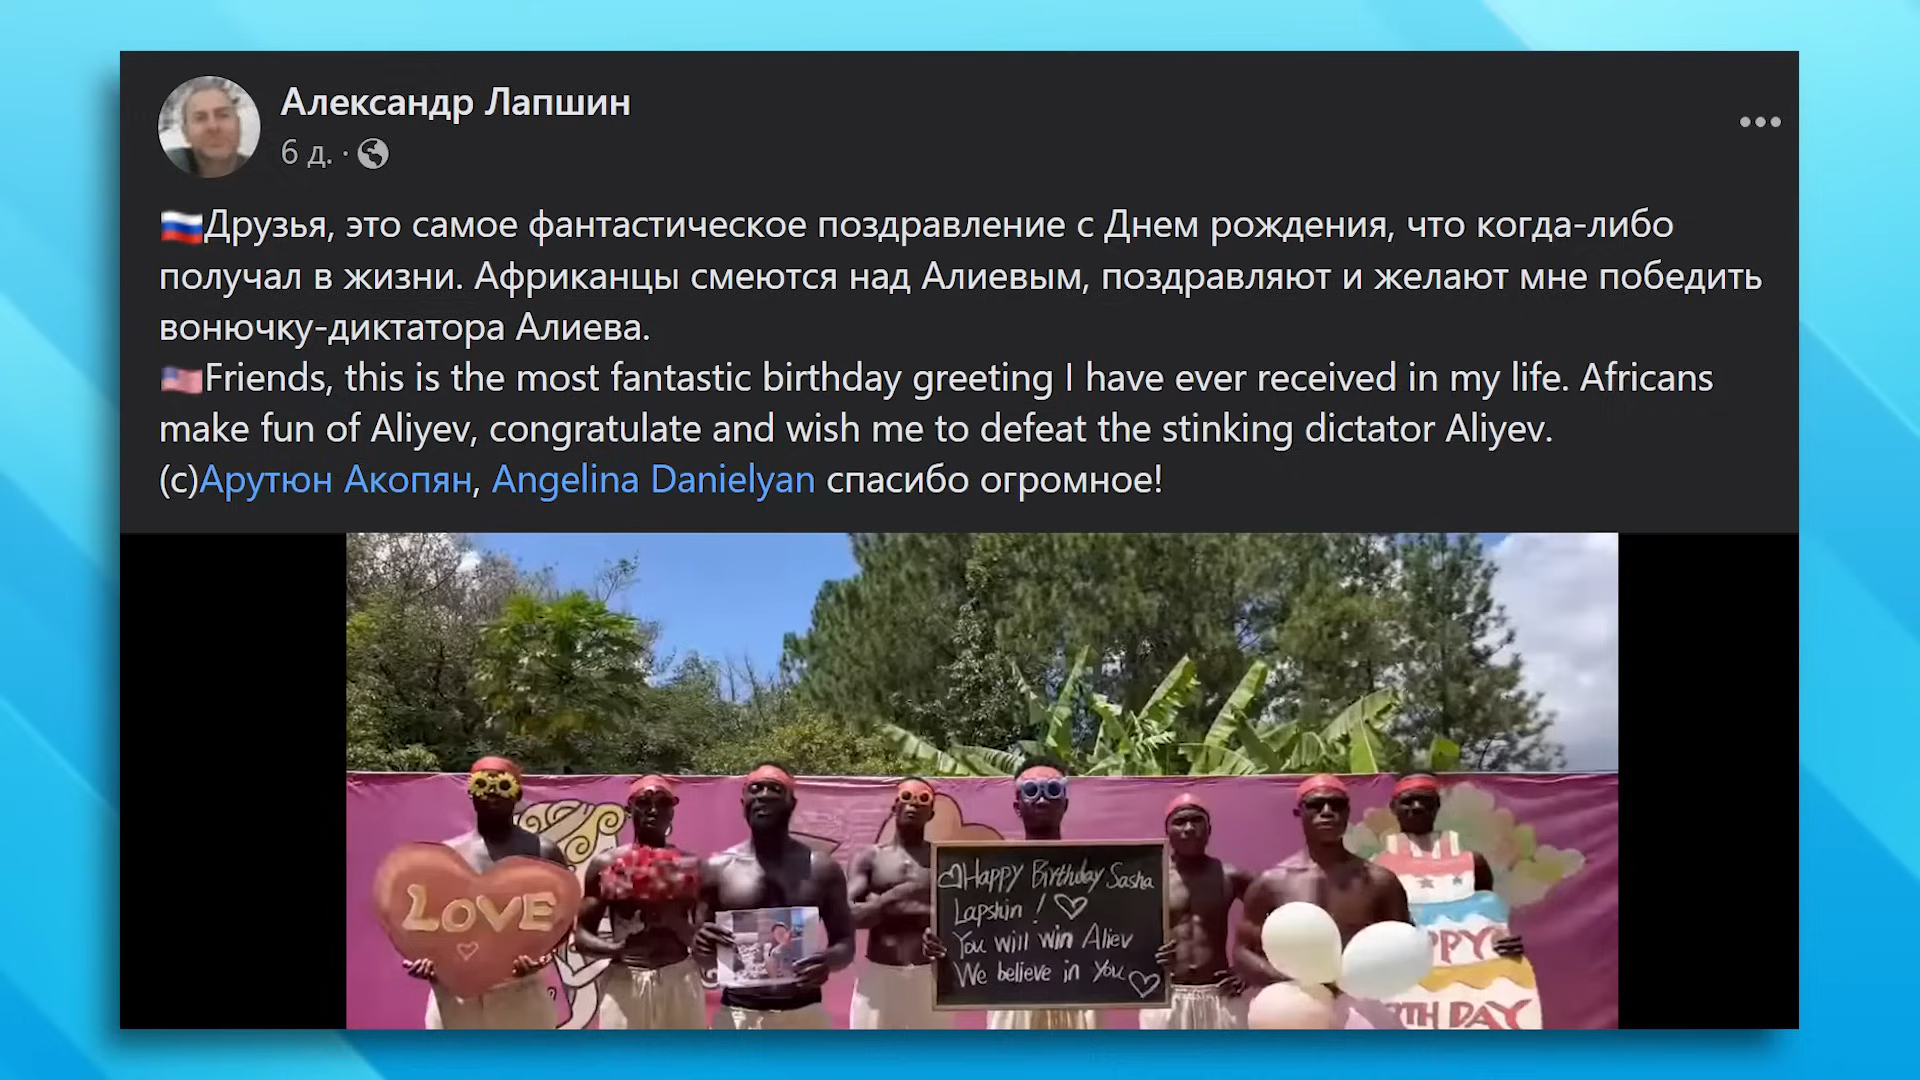 Александр Лапшин
6 д. ·
Друзья, это самое фантастическое поздравление с Днем рождения, что когда-либо
получал в жизни. Африканцы смеются над Алиевым, поздравляют и желают мне победить
вонючку-диктатора Алиева.
Friends, this is the most fantastic birthday greeting I have ever received in my life. Africans
make fun of Aliyev, congratulate and wish me to defeat the stinking dictator Aliyev.
(c)Арутюн Акопян, Angelina Danielyan спасибо огромное!
LOVE
Happy Birthday Sasha
Lapshin !
You will win Aliev
We believe in You
PPY
TH DAY